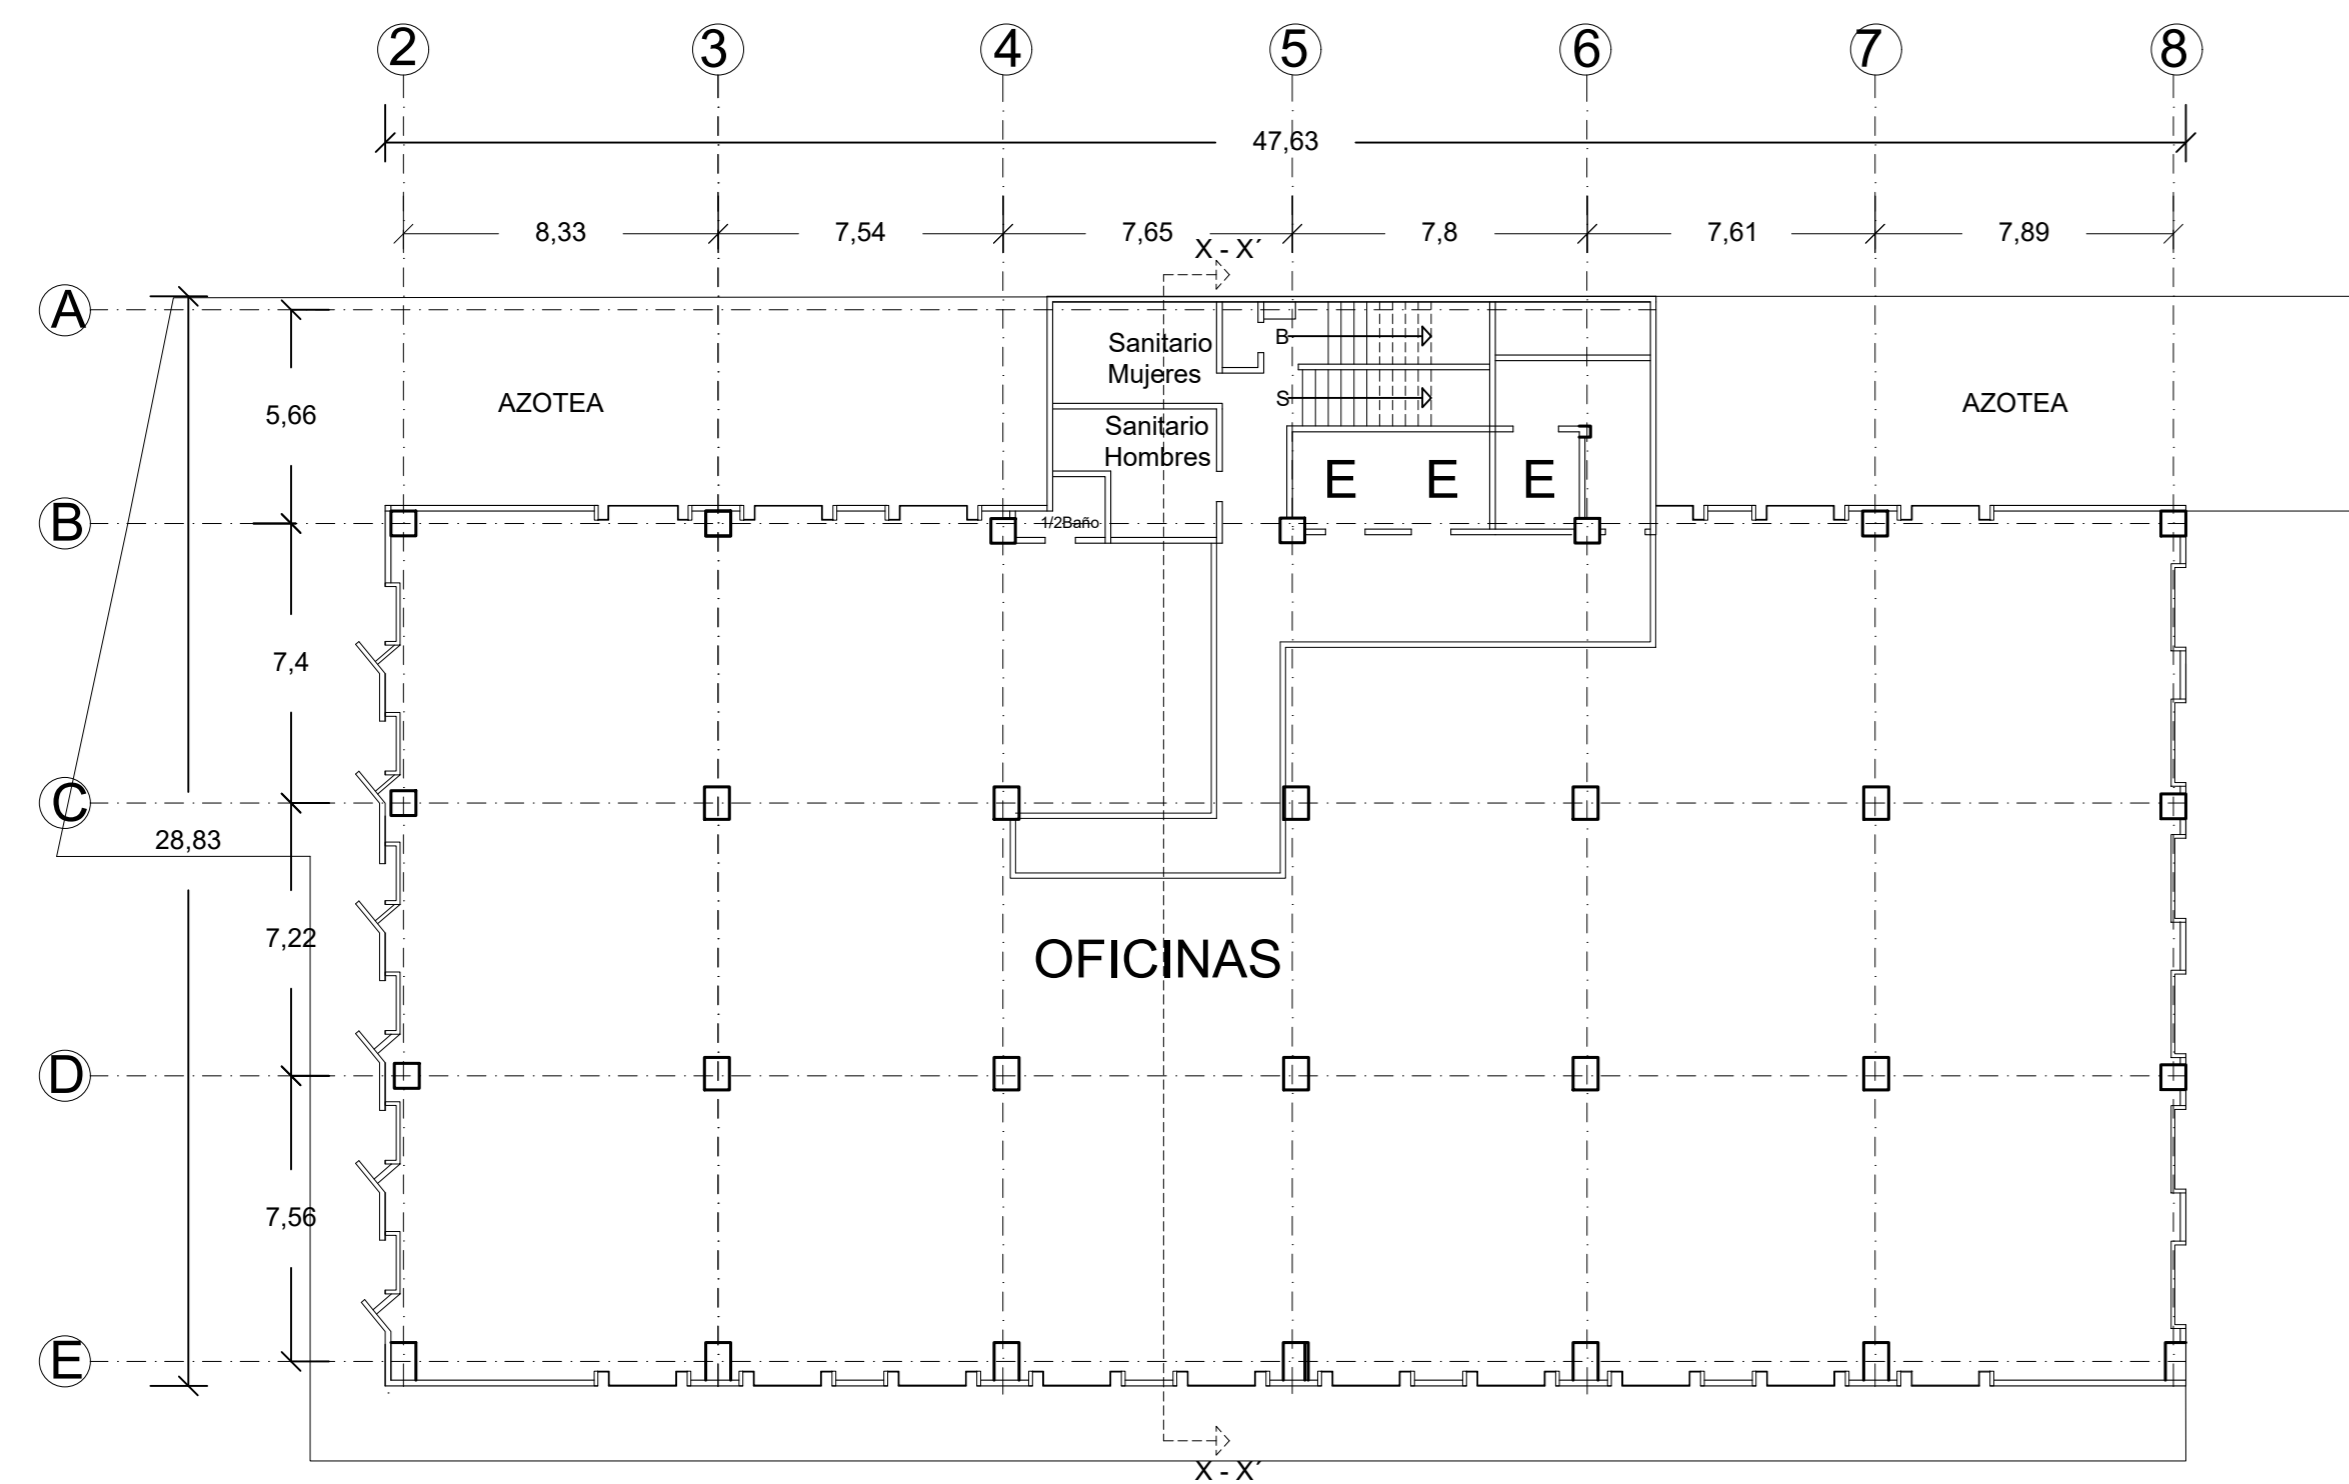 2 3 4 5 6 7 8
47,63
8,33 7,54 7,65 7,8 7,61 7,89
X - X´
A
Sanitario
Mujeres
B
5,66
AZOTEA
S
AZOTEA
Sanitario
Hombres
E E E
B
1/2Baño
7,4
C
28,83
7,22
OFICINAS
D
7,56
E
X - X´